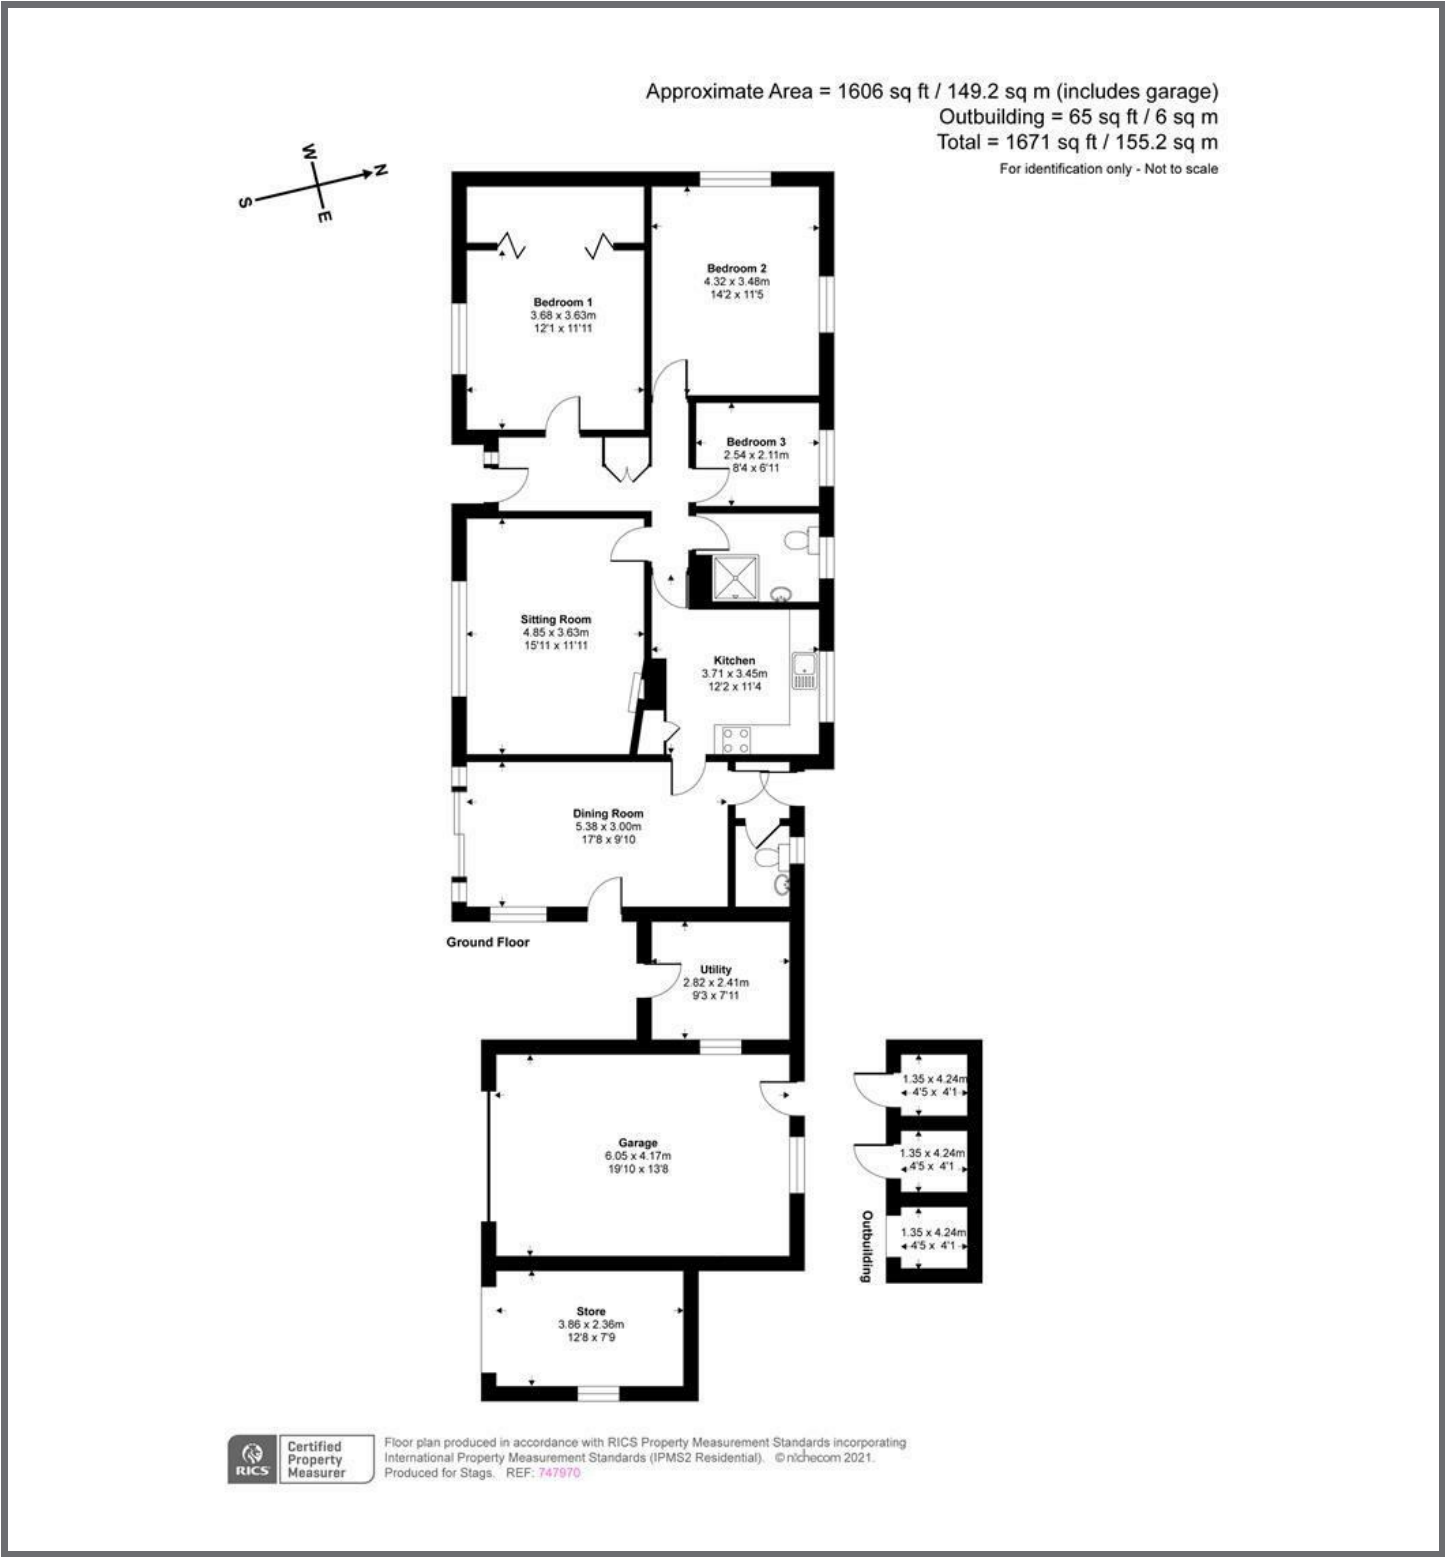 Approximate Area = 1606 sq ft / 149.2 sq m (includes garage)
Outbuilding = 65 sq ft / 6 sq m
Total = 1671 sq ft / 155.2 sq m
For identification only - Not to scale
W
N
S
E
Bedroom 2
4.32 x 3.48m
14'2 x 11'5
Bedroom 1
3.68 x 3.63m
12'1 x 11'11
Bedroom 3
2.54 x 2.11m
8'4 x 6'11
Sitting Room
4.85 x 3.63m
15'11 x 11'11
Kitchen
3.71 x 3.45m
12'2 x 11'4
Dining Room
5.38 x 3.00m
17'8 x 9'10
Ground Floor
Utility
2.82 x 2.41m
9'3 x 7'11
1.35 x 4.24m
4'5 x 4'1
Garage
6.05 x 4.17m
19'10 x 13'8
1.35 x 4.24m
4'5 x 4'1
Outbuilding
1.35 x 4.24m
4'5 x 4'1
Store
3.86 x 2.36m
12'8 x 7'9
RICS
Certified
Property
Measurer
Floor plan produced in accordance with RICS Property Measurement Standards incorporating
International Property Measurement Standards (IPMS2 Residential). © nichecom 2021.
Produced for Stags. REF: 747970